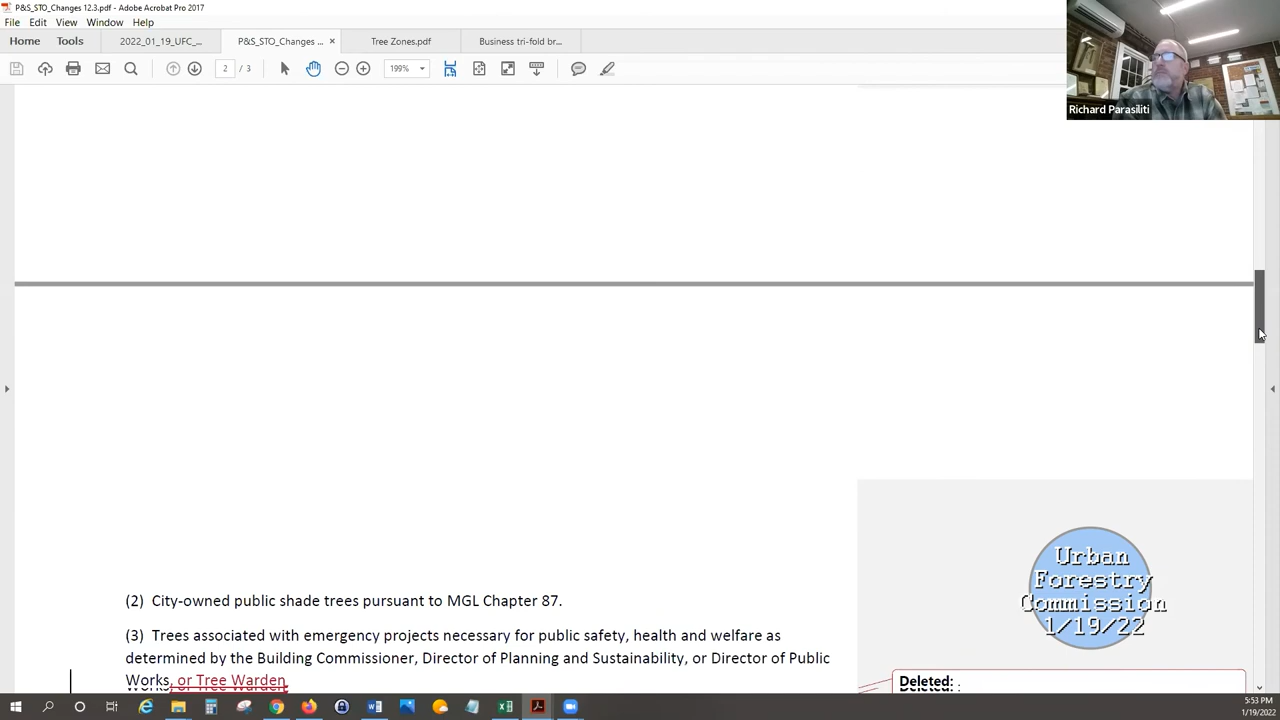 P&S_STO_Changes 12.3.pdf - Adobe Acrobat Pro 2017
File Edit View Window Help
Home Tools 2022_01_19_UFC_... P&S_STO_Changes ... × Tree Zones.pdf Business tri-fold br...
2 / 3 199%
Richard Parasiliti
Urban
Forestry
Commission
1/19/22
(2) City-owned public shade trees pursuant to MGL Chapter 87.
(3) Trees associated with emergency projects necessary for public safety, health and welfare as
determined by the Building Commissioner, Director of Planning and Sustainability, or Director of Public
Works, or Tree Warden.
Deleted: .
5:53 PM
1/19/2022